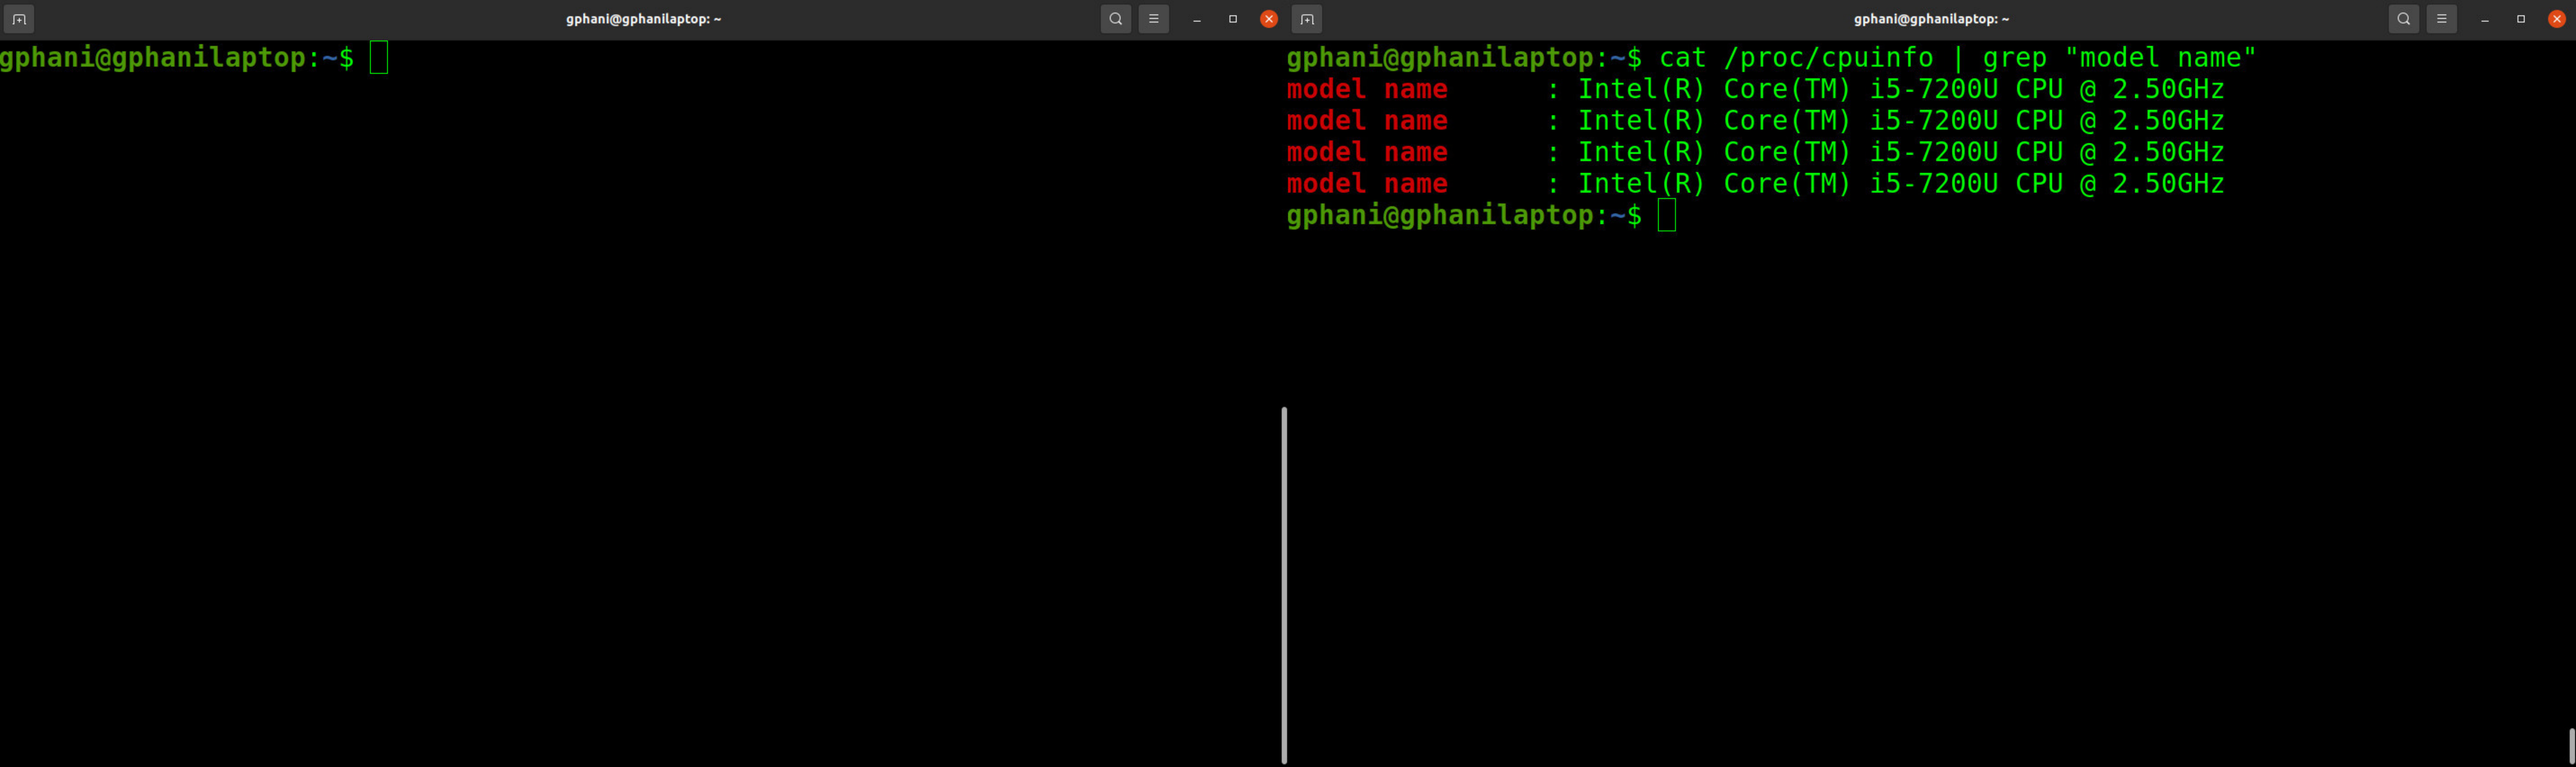 gphani@gphanilaptop: ~
gphani@gphanilaptop:~$
gphani@gphanilaptop: ~
gphani@gphanilaptop:~$ cat /proc/cpuinfo | grep "model name"
model name      : Intel(R) Core(TM) i5-7200U CPU @ 2.50GHz
model name      : Intel(R) Core(TM) i5-7200U CPU @ 2.50GHz
model name      : Intel(R) Core(TM) i5-7200U CPU @ 2.50GHz
model name      : Intel(R) Core(TM) i5-7200U CPU @ 2.50GHz
gphani@gphanilaptop:~$